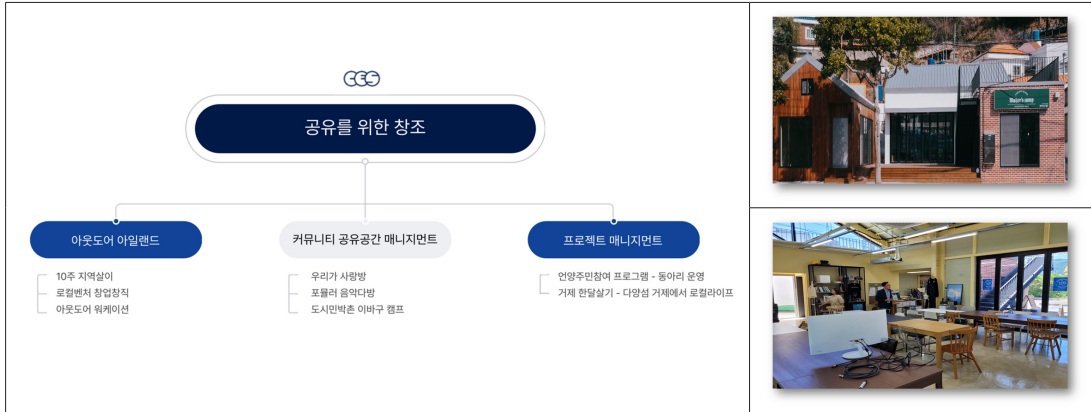 CES
공유를 위한 창조
아웃도어 아일랜드
10주 지역살이
로컬벤처 창업창직
아웃도어 워케이션
커뮤니티 공유공간 매니지먼트
우리가 사랑방
포뮬러 음악다방
도시민박촌 이바구 캠프
프로젝트 매니지먼트
언양주민참여 프로그램 - 동아리 운영
거제 한달살기 - 다양섬 거제에서 로컬라이프